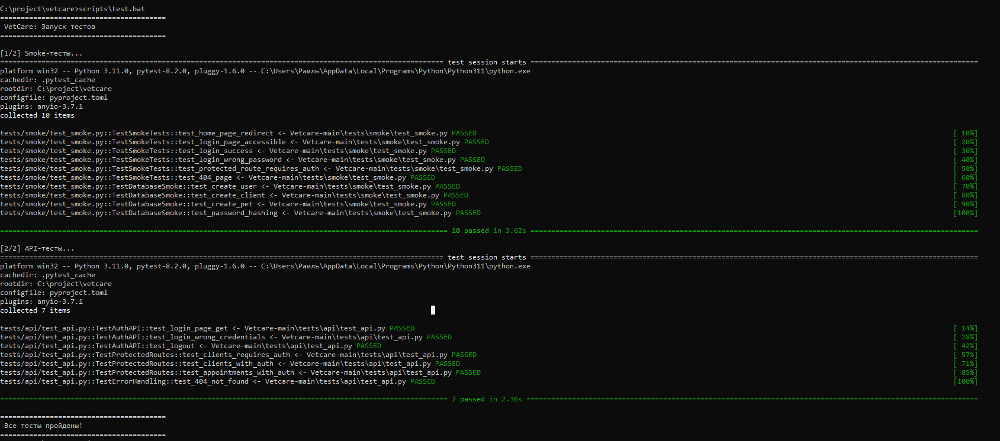 C:\project\vetcare>scripts\test.bat
========================================
VetCare: Запуск тестов
========================================
[1/2] Smoke-тесты...
=========================================================================================================== test session starts ============================================================================================================
platform win32 -- Python 3.11.0, pytest-8.2.0, pluggy-1.6.0 -- C:\Users\Раиль\AppData\Local\Programs\Python\Python311\python.exe
cachedir: .pytest_cache
rootdir: C:\project\vetcare
configfile: pyproject.toml
plugins: anyio-3.7.1
collected 10 items
tests/smoke/test_smoke.py::TestSmokeTests::test_home_page_redirect <- Vetcare-main\tests\smoke\test_smoke.py PASSED [ 10%]
tests/smoke/test_smoke.py::TestSmokeTests::test_login_page_accessible <- Vetcare-main\tests\smoke\test_smoke.py PASSED [ 20%]
tests/smoke/test_smoke.py::TestSmokeTests::test_login_success <- Vetcare-main\tests\smoke\test_smoke.py PASSED [ 30%]
tests/smoke/test_smoke.py::TestSmokeTests::test_login_wrong_password <- Vetcare-main\tests\smoke\test_smoke.py PASSED [ 40%]
tests/smoke/test_smoke.py::TestSmokeTests::test_protected_route_requires_auth <- Vetcare-main\tests\smoke\test_smoke.py PASSED [ 50%]
tests/smoke/test_smoke.py::TestSmokeTests::test_404_page <- Vetcare-main\tests\smoke\test_smoke.py PASSED [ 60%]
tests/smoke/test_smoke.py::TestDatabaseSmoke::test_create_user <- Vetcare-main\tests\smoke\test_smoke.py PASSED [ 70%]
tests/smoke/test_smoke.py::TestDatabaseSmoke::test_create_client <- Vetcare-main\tests\smoke\test_smoke.py PASSED [ 80%]
tests/smoke/test_smoke.py::TestDatabaseSmoke::test_create_pet <- Vetcare-main\tests\smoke\test_smoke.py PASSED [ 90%]
tests/smoke/test_smoke.py::TestDatabaseSmoke::test_password_hashing <- Vetcare-main\tests\smoke\test_smoke.py PASSED [100%]
============================================================================================================ 10 passed in 3.62s ============================================================================================================
[2/2] API-тесты...
=========================================================================================================== test session starts ============================================================================================================
platform win32 -- Python 3.11.0, pytest-8.2.0, pluggy-1.6.0 -- C:\Users\Раиль\AppData\Local\Programs\Python\Python311\python.exe
cachedir: .pytest_cache
rootdir: C:\project\vetcare
configfile: pyproject.toml
plugins: anyio-3.7.1
collected 7 items
tests/api/test_api.py::TestAuthAPI::test_login_page_get <- Vetcare-main\tests\api\test_api.py PASSED [ 14%]
tests/api/test_api.py::TestAuthAPI::test_login_wrong_credentials <- Vetcare-main\tests\api\test_api.py PASSED [ 28%]
tests/api/test_api.py::TestAuthAPI::test_logout <- Vetcare-main\tests\api\test_api.py PASSED [ 42%]
tests/api/test_api.py::TestProtectedRoutes::test_clients_requires_auth <- Vetcare-main\tests\api\test_api.py PASSED [ 57%]
tests/api/test_api.py::TestProtectedRoutes::test_clients_with_auth <- Vetcare-main\tests\api\test_api.py PASSED [ 71%]
tests/api/test_api.py::TestProtectedRoutes::test_appointments_with_auth <- Vetcare-main\tests\api\test_api.py PASSED [ 85%]
tests/api/test_api.py::TestErrorHandling::test_404_not_found <- Vetcare-main\tests\api\test_api.py PASSED [100%]
============================================================================================================ 7 passed in 2.36s =============================================================================================================
========================================
Все тесты пройдены!
========================================